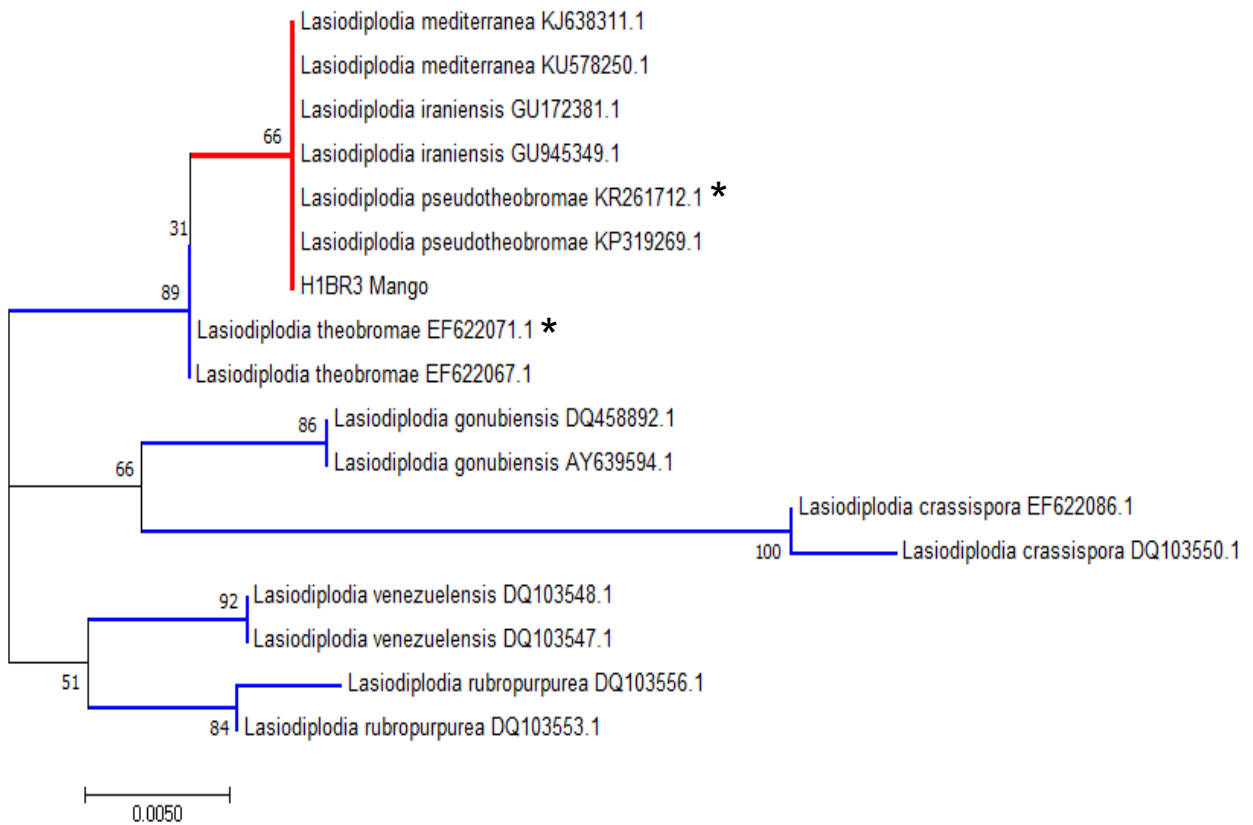 Lasiodiplodia mediterranea KJ638311.1
Lasiodiplodia mediterranea KU578250.1
Lasiodiplodia iraniensis GU172381.1
66
Lasiodiplodia iraniensis GU945349.1
Lasiodiplodia pseudotheobromae KR261712.1 *
31
Lasiodiplodia pseudotheobromae KP319269.1
H1BR3 Mango
89
Lasiodiplodia theobromae EF622071.1 *
Lasiodiplodia theobromae EF622067.1
86
Lasiodiplodia gonubiensis DQ458892.1
66
Lasiodiplodia gonubiensis AY639594.1
Lasiodiplodia crassispora EF622086.1
100
Lasiodiplodia crassispora DQ103550.1
92
Lasiodiplodia venezuelensis DQ103548.1
Lasiodiplodia venezuelensis DQ103547.1
51
Lasiodiplodia rubropurpurea DQ103556.1
84
Lasiodiplodia rubropurpurea DQ103553.1
0.0050